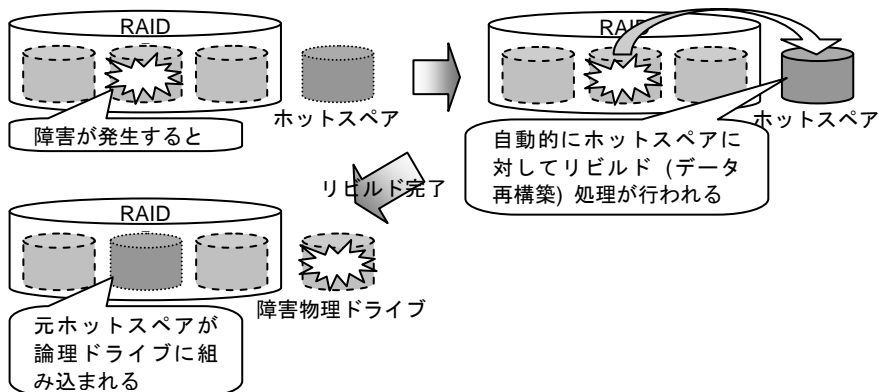 RAID
障害が発生すると
ホットスペア
RAID
ホットスペア
自動的にホットスペアに
対してリビルド (データ
再構築) 処理が行われる
リビルド完了
RAID
元ホットスペアが
論理ドライブに組
み込まれる
障害物理ドライブ